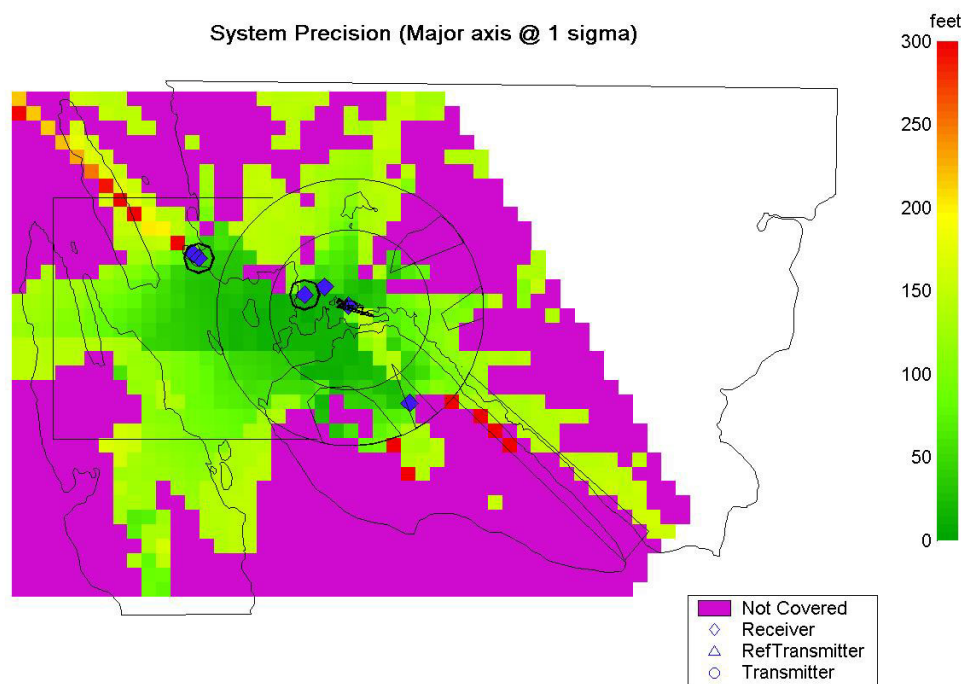 System Precision (Major axis @ 1 sigma)
feet
300
250
200
150
100
50
0
Not Covered
Receiver
RefTransmitter
Transmitter